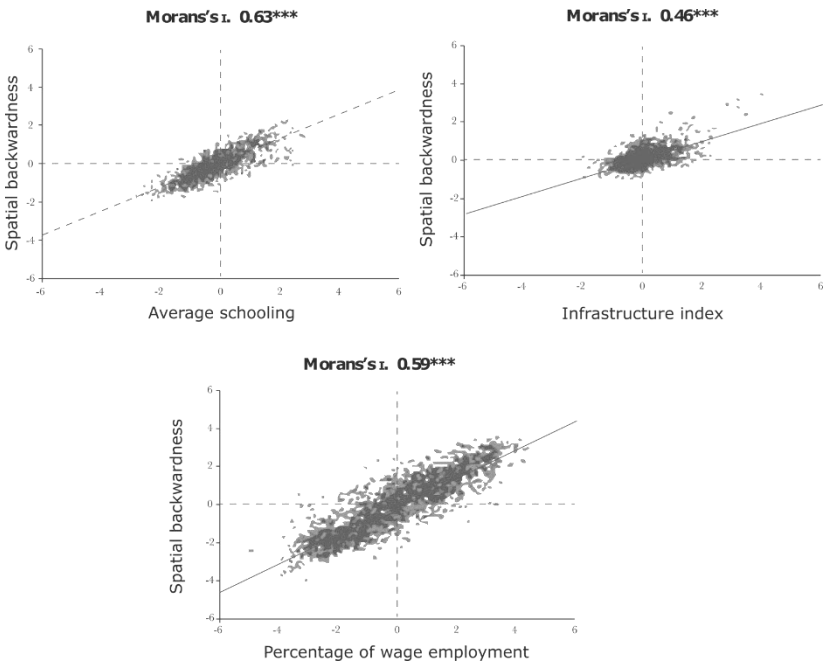 Morans's I. 0.63***
6
4
2
0
-2
-4
-6
-6 -4 -2 0 2 4 6
Spatial backwardness
Average schooling
Morans's I. 0.46***
6
4
2
0
-2
-4
-6
-6 -4 -2 0 2 4 6
Spatial backwardness
Infrastructure index
Morans's I. 0.59***
6
4
2
0
-2
-4
-6
-6 -4 -2 0 2 4 6
Spatial backwardness
Percentage of wage employment